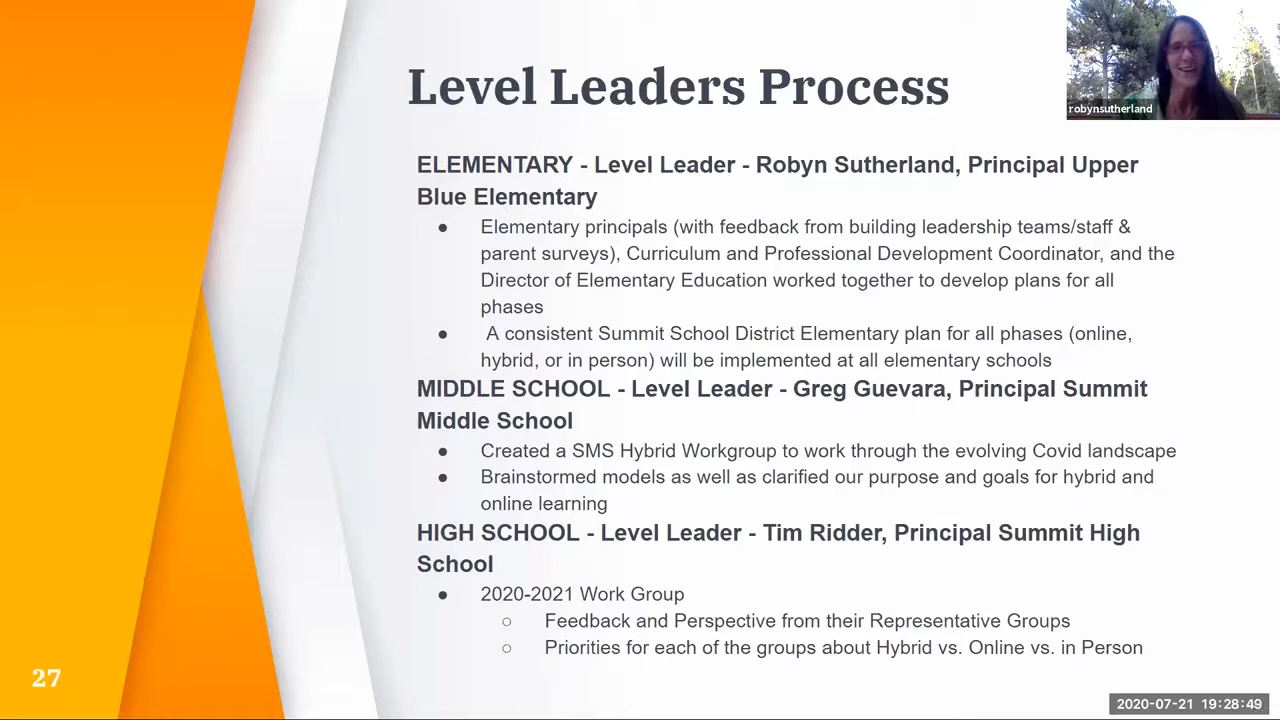 Level Leaders Process
robynsutherland
ELEMENTARY - Level Leader - Robyn Sutherland, Principal Upper
Blue Elementary
● Elementary principals (with feedback from building leadership teams/staff &
parent surveys), Curriculum and Professional Development Coordinator, and the
Director of Elementary Education worked together to develop plans for all
phases
● A consistent Summit School District Elementary plan for all phases (online,
hybrid, or in person) will be implemented at all elementary schools
MIDDLE SCHOOL - Level Leader - Greg Guevara, Principal Summit
Middle School
● Created a SMS Hybrid Workgroup to work through the evolving Covid landscape
● Brainstormed models as well as clarified our purpose and goals for hybrid and
online learning
HIGH SCHOOL - Level Leader - Tim Ridder, Principal Summit High
School
● 2020-2021 Work Group
○ Feedback and Perspective from their Representative Groups
○ Priorities for each of the groups about Hybrid vs. Online vs. in Person
27
2020-07-21 19:28:49